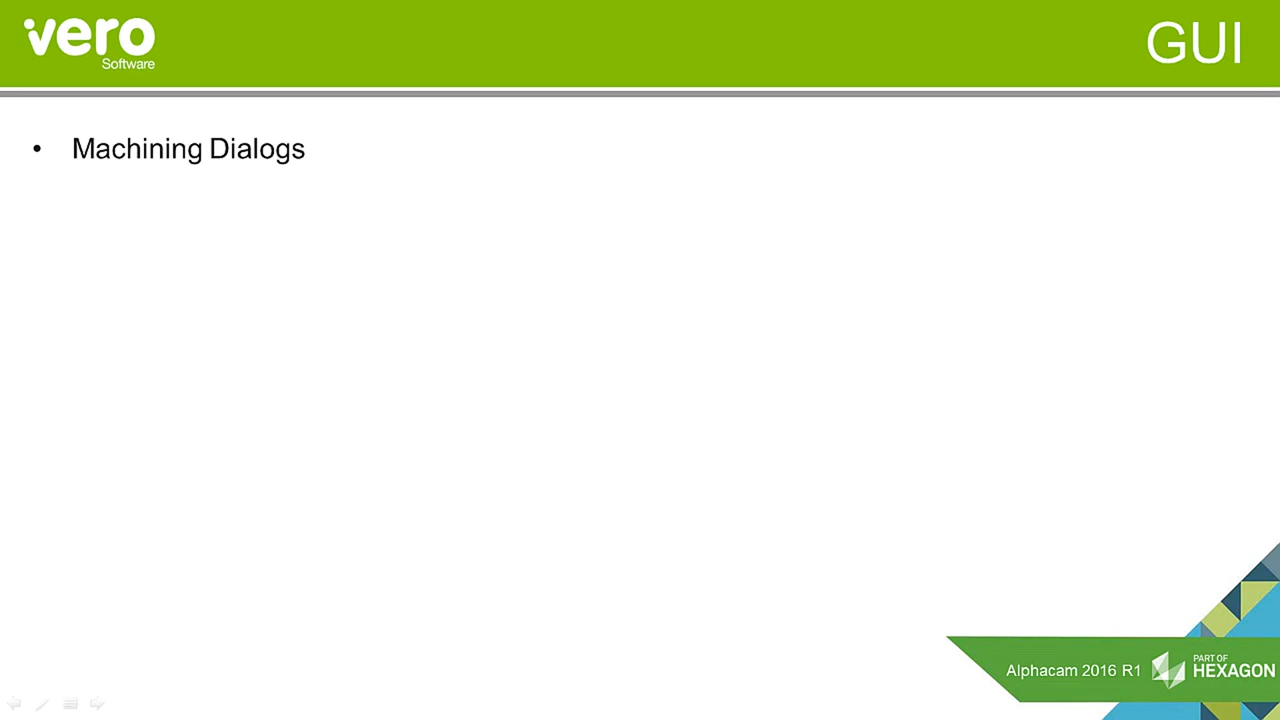 vero
Software
GUI
• Machining Dialogs
Alphacam 2016 R1
PART OF
HEXAGON